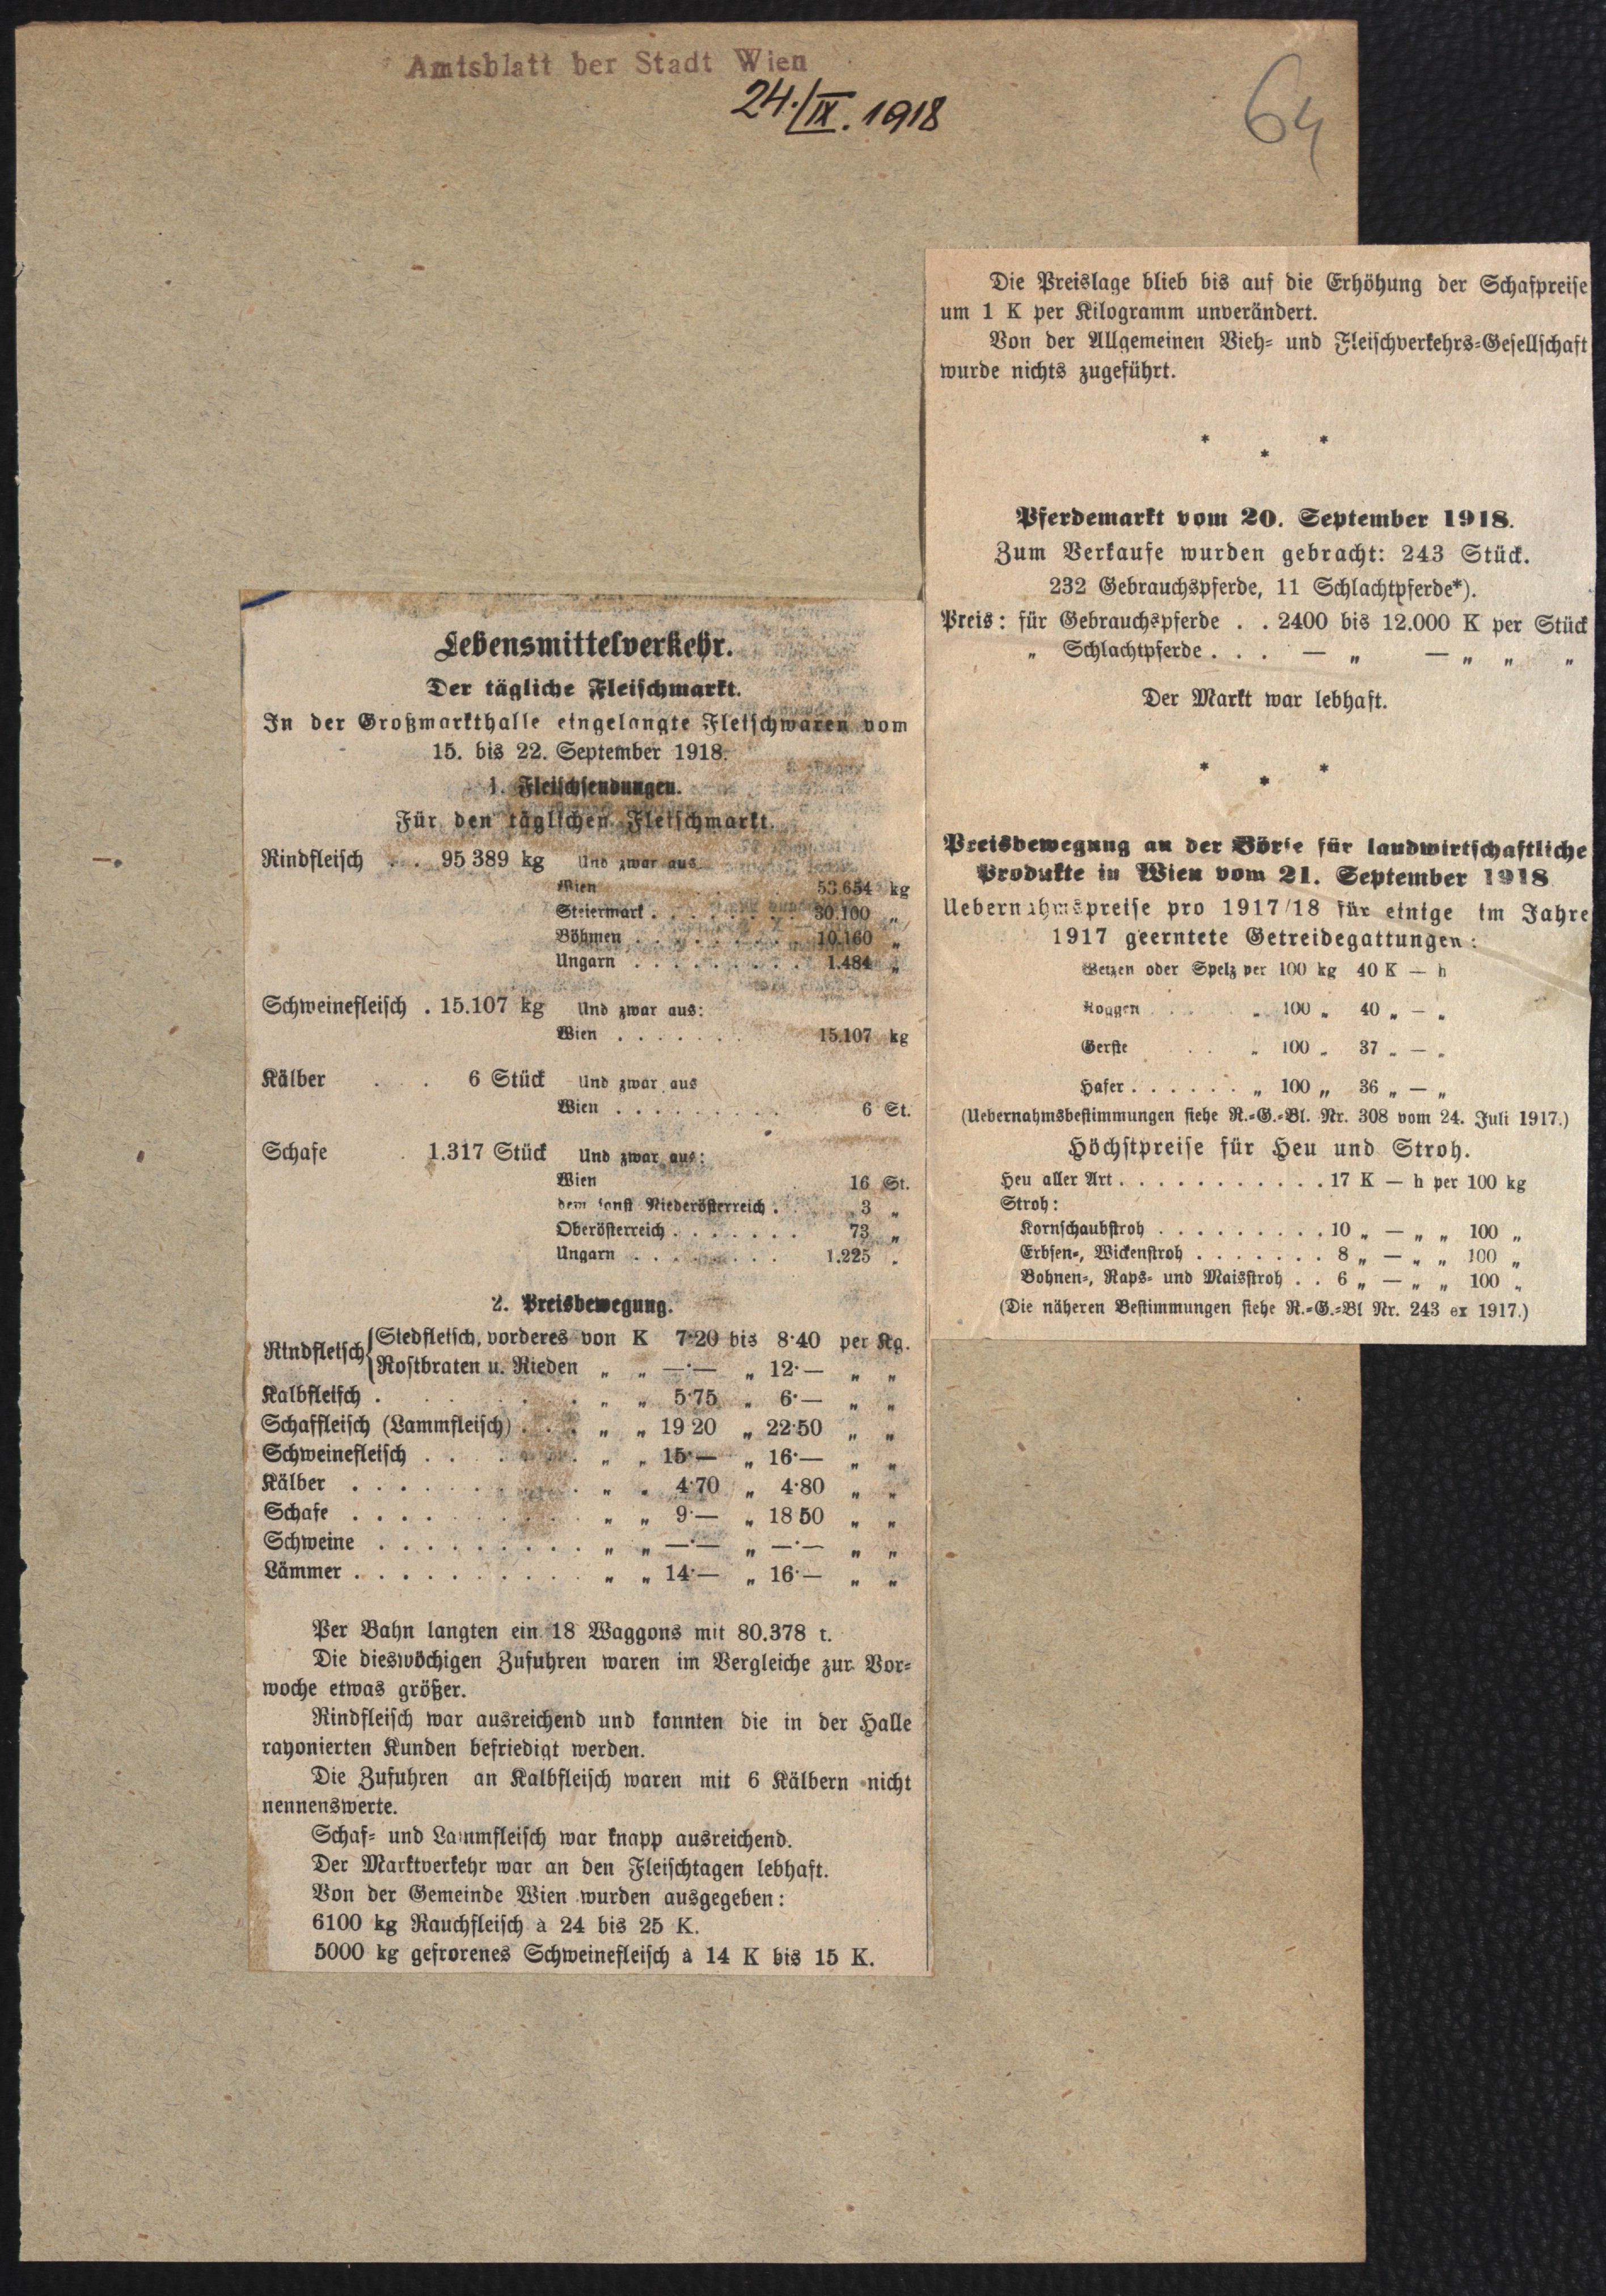 Amtsblatt der Stadt Wien
24./IX. 1918
64
Lebensmittelverkehr.
Der tägliche Fleischmarkt.
In der Großmarkthalle eingelangte Fleischwaren vom
15. bis 22. September 1918.
1. Fleischsendungen.
Für den täglichen Fleischmarkt.
Rindfleisch . . 95 389 kg Und zwar aus
Wien . . . 53.654 kg
Steiermark . . . . . . . . 30.100 „
Böhmen . . . . . . . . . 10.160 „
Ungarn . . . . . . . . . 1.484 „
Schweinefleisch . 15.107 kg Und zwar aus:
Wien . . . . . . . 15.107 kg
Kälber . . 6 Stück Und zwar aus
Wien . . . . . . . . . 6 St.
Schafe . 1.317 Stück Und zwar aus:
Wien 16 St.
dem sonst Niederösterreich . . 3 „
Oberösterreich . . . . . . . 73 „
Ungarn . . . . . . . . 1.225 „
2. Preisbewegung.
Rindfleisch { Siedfleisch, vorderes von K 7·20 bis 8·40 per Kg.
Rostbraten u. Rieden „ „ —·— „ 12·— „ „
Kalbfleisch . . . . . . „ „ 5·75 „ 6·— „ „
Schaffleisch (Lammfleisch) . . . „ „ 19 20 „ 22·50 „ „
Schweinefleisch . . . . . . „ „ 15·— „ 16·— „ „
Kälber . . . . . . . . . „ „ 4·70 „ 4·80 „ „
Schafe . . . . . . . . . „ „ 9·— „ 18 50 „ „
Schweine . . . . . . . . . „ „ —·— „ —·— „ „
Lämmer . . . . . . . . . . „ „ 14·— „ 16·— „ „
Per Bahn langten ein 18 Waggons mit 80.378 t.
Die dieswöchigen Zufuhren waren im Vergleiche zur Vor-
woche etwas größer.
Rindfleisch war ausreichend und konnten die in der Halle
rayonierten Kunden befriedigt werden.
Die Zufuhren an Kalbfleisch waren mit 6 Kälbern nicht
nennenswerte.
Schaf- und Lammfleisch war knapp ausreichend.
Der Marktverkehr war an den Fleischtagen lebhaft.
Von der Gemeinde Wien wurden ausgegeben:
6100 kg Rauchfleisch à 24 bis 25 K.
5000 kg gefrorenes Schweinefleisch à 14 K bis 15 K.
Die Preislage blieb bis auf die Erhöhung der Schafpreise
um 1 K per Kilogramm unverändert.
Von der Allgemeinen Vieh- und Fleischverkehrs-Gesellschaft
wurde nichts zugeführt.
* * *
Pferdemarkt vom 20. September 1918.
Zum Verkaufe wurden gebracht: 243 Stück.
232 Gebrauchspferde, 11 Schlachtpferde*).
Preis: für Gebrauchspferde . . 2400 bis 12.000 K per Stück
„ Schlachtpferde . . . — „ — „ „ „
Der Markt war lebhaft.
* * *
Preisbewegung an der Börse für landwirtschaftliche
Produkte in Wien vom 21. September 1918
Uebernahmspreise pro 1917/18 für einige im Jahre
1917 geerntete Getreidegattungen:
Weizen oder Spelz per 100 kg 40 K — h
Roggen . . . „ 100 „ 40 „ — „
Gerste . . „ 100 „ 37 „ — „
Hafer . . . . . . „ 100 „ 36 „ — „
(Uebernahmsbestimmungen siehe R.-G.-Bl. Nr. 308 vom 24. Juli 1917.)
Höchstpreise für Heu und Stroh.
Heu aller Art . . . . . . . . . . . 17 K — h per 100 kg
Stroh:
Kornschaubstroh . . . . . . . . . 10 „ — „ „ 100 „
Erbsen-, Wickenstroh . . . . . . . 8 „ — „ „ 100 „
Bohnen-, Raps- und Maisstroh . . 6 „ — „ „ 100 „
(Die näheren Bestimmungen siehe R.-G.-Bl Nr. 243 ex 1917.)